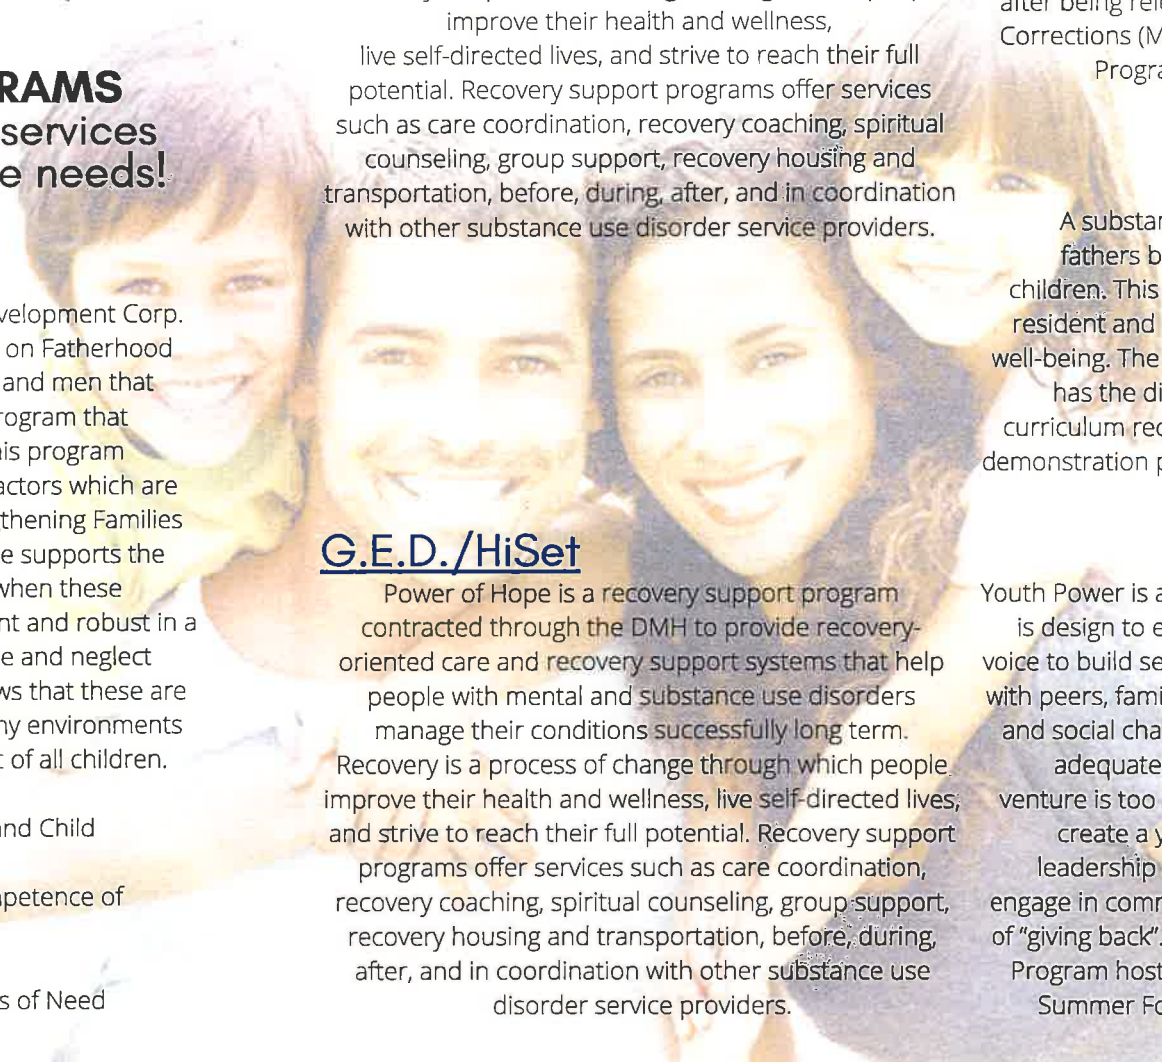 RAMS
services
e needs!
velopment Corp.
on Fatherhood
and men that
rogram that
is program
actors which are
thening Families
e supports the
when these
nt and robust in a
e and neglect
ws that these are
ny environments
of all children.
nd Child
petence of
s of Need
improve their health and wellness,
live self-directed lives, and strive to reach their full
potential. Recovery support programs offer services
such as care coordination, recovery coaching, spiritual
counseling, group support, recovery housing and
transportation, before, during, after, and in coordination
with other substance use disorder service providers.
G.E.D./HiSet
Power of Hope is a recovery support program
contracted through the DMH to provide recovery-
oriented care and recovery support systems that help
people with mental and substance use disorders
manage their conditions successfully long term.
Recovery is a process of change through which people
improve their health and wellness, live self-directed lives,
and strive to reach their full potential. Recovery support
programs offer services such as care coordination,
recovery coaching, spiritual counseling, group support,
recovery housing and transportation, before, during,
after, and in coordination with other substance use
disorder service providers.
after being rele
Corrections (M
Progra
A substan
fathers b
children. This
resident and
well-being. The
has the di
curriculum rec
demonstration p
Youth Power is a
is design to e
voice to build se
with peers, fami
and social cha
adequate
venture is too
create a y
leadership
engage in comr
of "giving back".
Program host
Summer Fo